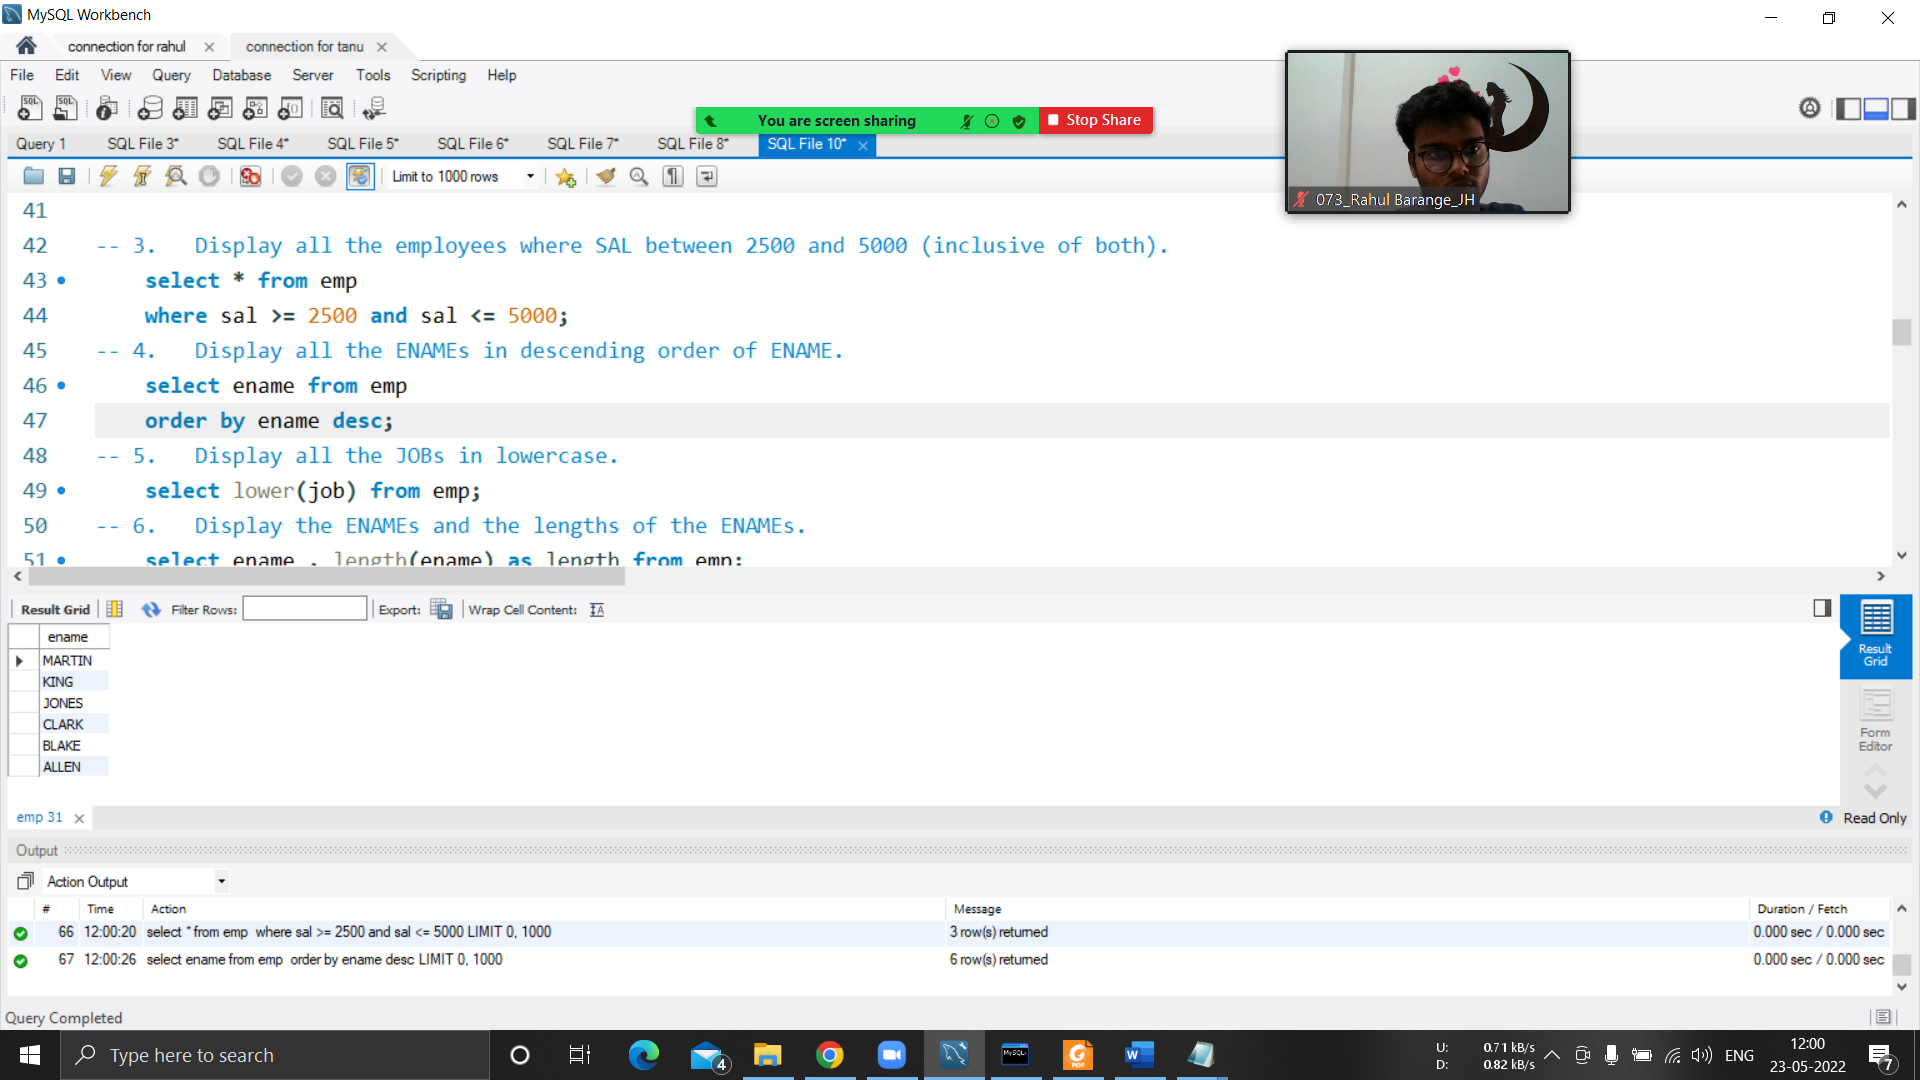 MySQL Workbench
connection for rahul
connection for tanu
File Edit View Query Database Server Tools Scripting Help
You are screen sharing
Stop Share
Query 1
SQL File 3*
SQL File 4*
SQL File 5*
SQL File 6*
SQL File 7*
SQL File 8*
SQL File 10*
Limit to 1000 rows
073_Rahul Barange_JH
41
42 -- 3. Display all the employees where SAL between 2500 and 5000 (inclusive of both).
43 select * from emp
44 where sal >= 2500 and sal <= 5000;
45 -- 4. Display all the ENAMEs in descending order of ENAME.
46 select ename from emp
47 order by ename desc;
48 -- 5. Display all the JOBs in lowercase.
49 select lower(job) from emp;
50 -- 6. Display the ENAMEs and the lengths of the ENAMEs.
51 select ename , length(ename) as length from emp;
Result Grid
Filter Rows:
Export:
Wrap Cell Content:
ename
MARTIN
KING
JONES
CLARK
BLAKE
ALLEN
Result
Grid
Form
Editor
emp 31
Read Only
Output
Action Output
# Time Action Message Duration / Fetch
66 12:00:20 select * from emp where sal >= 2500 and sal <= 5000 LIMIT 0, 1000 3 row(s) returned 0.000 sec / 0.000 sec
67 12:00:26 select ename from emp order by ename desc LIMIT 0, 1000 6 row(s) returned 0.000 sec / 0.000 sec
Query Completed
Type here to search
4
U: 0.71 kB/s
D: 0.82 kB/s
ENG
12:00
23-05-2022
7